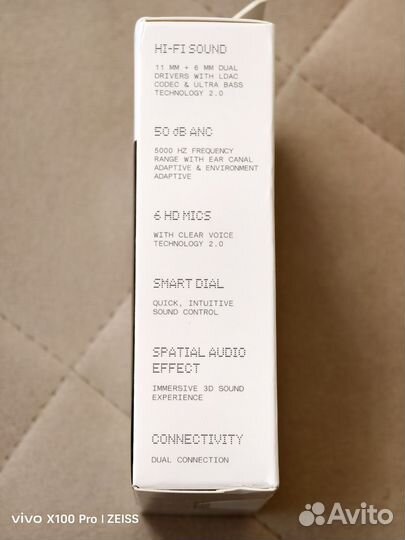 HI-FI SOUND
11 MM + 6 MM DUAL
DRIVERS WITH LDAC
CODEC & ULTRA BASS
TECHNOLOGY 2.0
50 dB ANC
5000 HZ FREQUENCY
RANGE WITH EAR CANAL
ADAPTIVE & ENVIRONMENT
ADAPTIVE
6 HD MICS
WITH CLEAR VOICE
TECHNOLOGY 2.0
SMART DIAL
QUICK, INTUITIVE
SOUND CONTROL
SPATIAL AUDIO
EFFECT
IMMERSIVE 3D SOUND
EXPERIENCE
CONNECTIVITY
DUAL CONNECTION
vivo X100 Pro | ZEISS
Avito